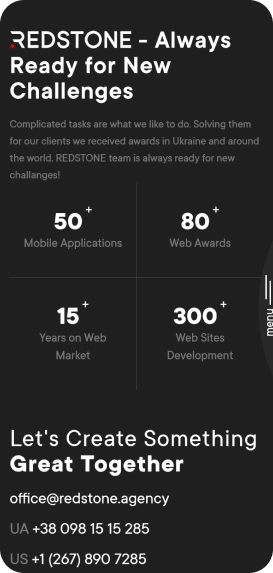 REDSTONE - Always
Ready for New
Challenges
Complicated tasks are what we like to do. Solving them
for our clients we received awards in Ukraine and around
the world. REDSTONE team is always ready for new
challanges!
50+
80+
Mobile Applications
Web Awards
15+
300+
Years on Web
Market
Web Sites
Development
menu
Let's Create Something
Great Together
office@redstone.agency
UA +38 098 15 15 285
US +1 (267) 890 7285